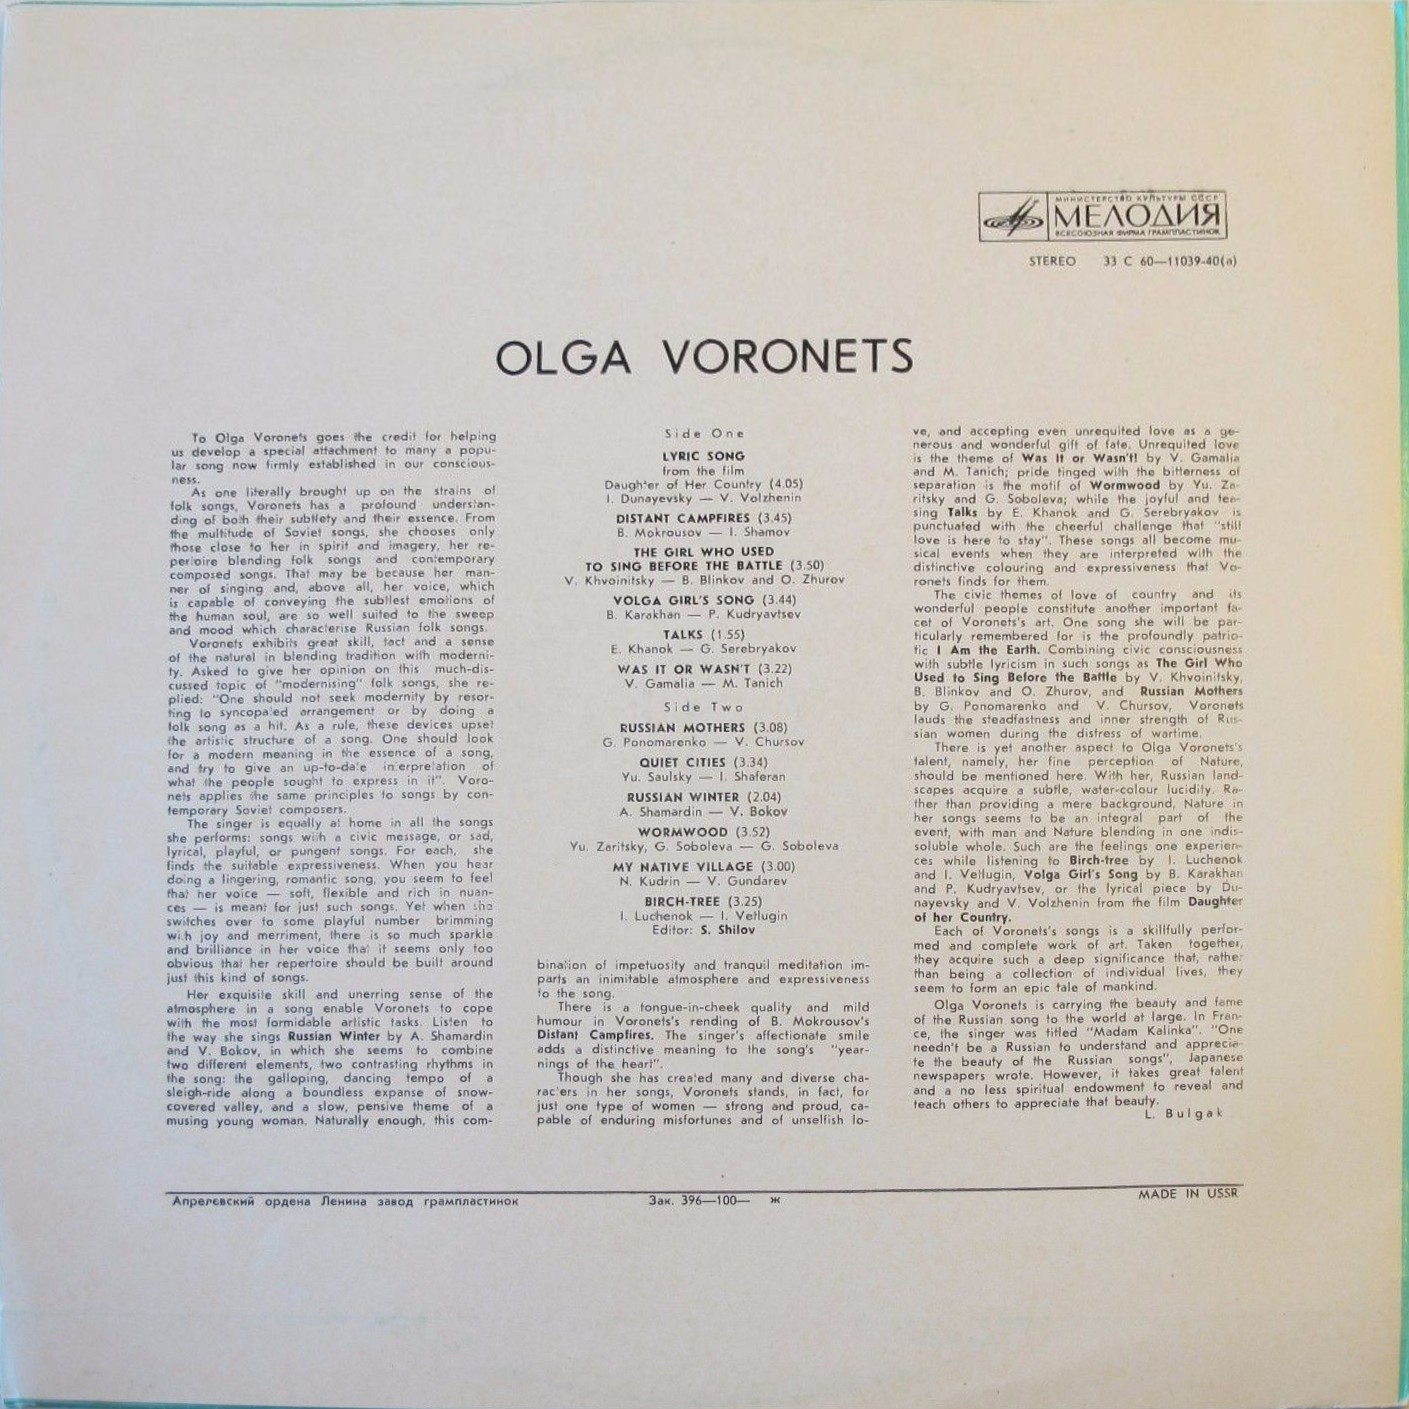 МИНИСТЕРСТВО КУЛЬТУРЫ СССР
МЕЛОДИЯ
ВСЕСОЮЗНАЯ ФИРМА ГРАМПЛАСТИНОК
STEREO 33 С 60—11039-40(а)
OLGA VORONETS
To Olga Voronets goes the credit for helping
us develop a special attachment to many a popu-
lar song now firmly established in our conscious-
ness.
As one literally brought up on the strains of
folk songs, Voronets has a profound understan-
ding of both their subtlety and their essence. From
the multitude of Soviet songs, she chooses only
those close to her in spirit and imagery, her re-
pertoire blending folk songs and contemporary
composed songs. That may be because her man-
ner of singing and, above all, her voice, which
is capable of conveying the subtlest emotions of
the human soul, are so well suited to the sweep
and mood which characterise Russian folk songs.
Voronets exhibits great skill, tact and a sense
of the natural in blending tradition with moderni-
ty. Asked to give her opinion on this much-dis-
cussed topic of "modernising" folk songs, she re-
plied: "One should not seek modernity by resor-
ting to syncopated arrangement or by doing a
folk song as a hit. As a rule, these devices upset
the artistic structure of a song. One should look
for a modern meaning in the essence of a song,
and try to give an up-to-date interpretation of
what the people sought to express in it". Voro-
nets applies the same principles to songs by con-
temporary Soviet composers.
The singer is equally at home in all the songs
she performs: songs with a civic message, or sad,
lyrical, playful, or pungent songs. For each, she
finds the suitable expressiveness. When you hear
doing a lingering, romantic song, you seem to feel
that her voice — soft, flexible and rich in nuan-
ces — is meant for just such songs. Yet when she
switches over to some playful number brimming
with joy and merriment, there is so much sparkle
and brilliance in her voice that it seems only too
obvious that her repertoire should be built around
just this kind of songs.
Her exquisite skill and unerring sense of the
atmosphere in a song enable Voronets to cope
with the most formidable artistic tasks. Listen to
the way she sings Russian Winter by A. Shamardin
and V. Bokov, in which she seems to combine
two different elements, two contrasting rhythms in
the song: the galloping, dancing tempo of a
sleigh-ride along a boundless expanse of snow-
covered valley, and a slow, pensive theme of a
musing young woman. Naturally enough, this com-
Side One
LYRIC SONG
from the film
Daughter of Her Country (4.05)
I. Dunayevsky — V. Volzhenin
DISTANT CAMPFIRES (3.45)
B. Mokrousov — I. Shamov
THE GIRL WHO USED
TO SING BEFORE THE BATTLE (3.50)
V. Khvoinitsky — B. Blinkov and O. Zhurov
VOLGA GIRL'S SONG (3.44)
B. Karakhan — P. Kudryavtsev
TALKS (1.55)
E. Khanok — G. Serebryakov
WAS IT OR WASN'T (3.22)
V. Gamalia — M. Tanich
Side Two
RUSSIAN MOTHERS (3.08)
G. Ponomarenko — V. Chursov
QUIET CITIES (3.34)
Yu. Saulsky — I. Shaferan
RUSSIAN WINTER (2.04)
A. Shamardin — V. Bokov
WORMWOOD (3.52)
Yu. Zaritsky, G. Soboleva — G. Soboleva
MY NATIVE VILLAGE (3.00)
N. Kudrin — V. Gundarev
BIRCH-TREE (3.25)
I. Luchenok — I. Vetlugin
Editor: S. Shilov
bination of impetuosity and tranquil meditation im-
parts an inimitable atmosphere and expressiveness
to the song.
There is a tongue-in-cheek quality and mild
humour in Voronets's rending of B. Mokrousov's
Distant Campfires. The singer's affectionate smile
adds a distinctive meaning to the song's "year-
nings of the heart".
Though she has created many and diverse cha-
racters in her songs, Voronets stands, in fact, for
just one type of women — strong and proud, ca-
pable of enduring misfortunes and of unselfish lo-
ve, and accepting even unrequited love as a ge-
nerous and wonderful gift of fate. Unrequited love
is the theme of Was It or Wasn't! by V. Gamalia
and M. Tanich; pride tinged with the bitterness of
separation is the motif of Wormwood by Yu. Za-
ritsky and G. Soboleva; while the joyful and tea-
sing Talks by E. Khanok and G. Serebryakov is
punctuated with the cheerful challenge that "still
love is here to stay". These songs all become mu-
sical events when they are interpreted with the
distinctive colouring and expressiveness that Vo-
ronets finds for them.
The civic themes of love of country and its
wonderful people constitute another important fa-
cet of Voronets's art. One song she will be par-
ticularly remembered for is the profoundly patrio-
tic I Am the Earth. Combining civic consciousness
with subtle lyricism in such songs as The Girl Who
Used to Sing Before the Battle by V. Khvoinitsky,
B. Blinkov and O. Zhurov, and Russian Mothers
by G. Ponomarenko and V. Chursov, Voronets
lauds the steadfastness and inner strength of Rus-
sian women during the distress of wartime.
There is yet another aspect to Olga Voronets's
talent, namely, her fine perception of Nature,
should be mentioned here. With her, Russian land-
scapes acquire a subtle, water-colour lucidity. Ra-
ther than providing a mere background, Nature in
her songs seems to be an integral part of the
event, with man and Nature blending in one indis-
soluble whole. Such are the feelings one experien-
ces while listening to Birch-tree by I. Luchenok
and I. Vetlugin, Volga Girl's Song by B. Karakhan
and P. Kudryavtsev, or the lyrical piece by Du-
nayevsky and V. Volzhenin from the film Daughter
of her Country.
Each of Voronets's songs is a skillfully perfor-
med and complete work of art. Taken together,
they acquire such a deep significance that, rather
than being a collection of individual lives, they
seem to form an epic tale of mankind.
Olga Voronets is carrying the beauty and fame
of the Russian song to the world at large. In Fran-
ce, the singer was titled "Madam Kalinka". "One
needn't be a Russian to understand and apprecia-
te the beauty of the Russian songs", Japanese
newspapers wrote. However, it takes great talent
and a no less spiritual endowment to reveal and
teach others to appreciate that beauty.
L. Bulgak
Апрелевский ордена Ленина завод грампластинок Зак. 396—100— ж MADE IN USSR